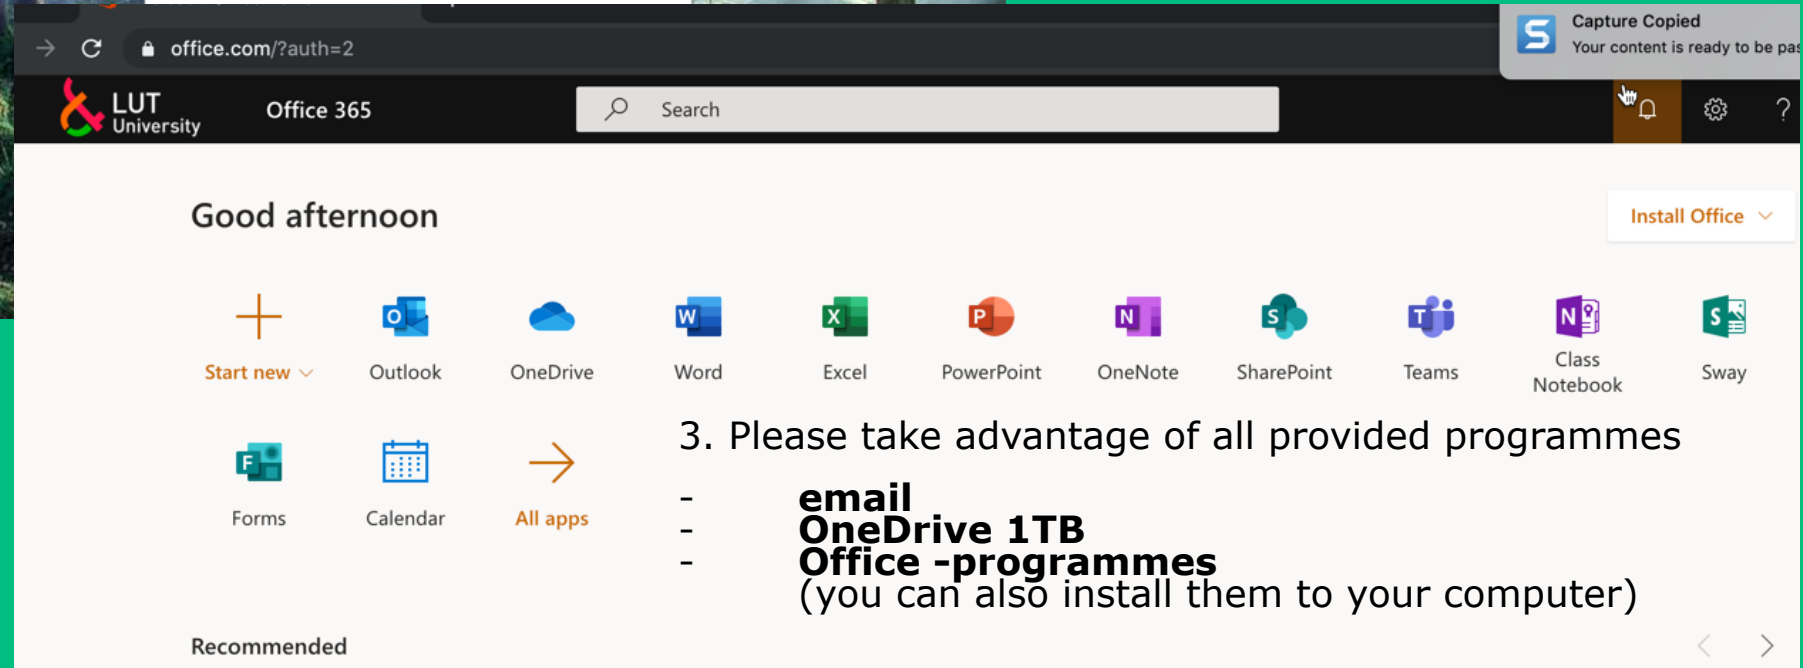 Capture Copied
Your content is ready to be pas
office.com/?auth=2
LUT
University
Office 365
Search
?
Good afternoon
Install Office
Start new
Outlook
OneDrive
Word
Excel
PowerPoint
OneNote
SharePoint
Teams
Class
Notebook
Sway
Forms
Calendar
All apps
3. Please take advantage of all provided programmes
- email
- OneDrive 1TB
- Office -programmes
(you can also install them to your computer)
Recommended